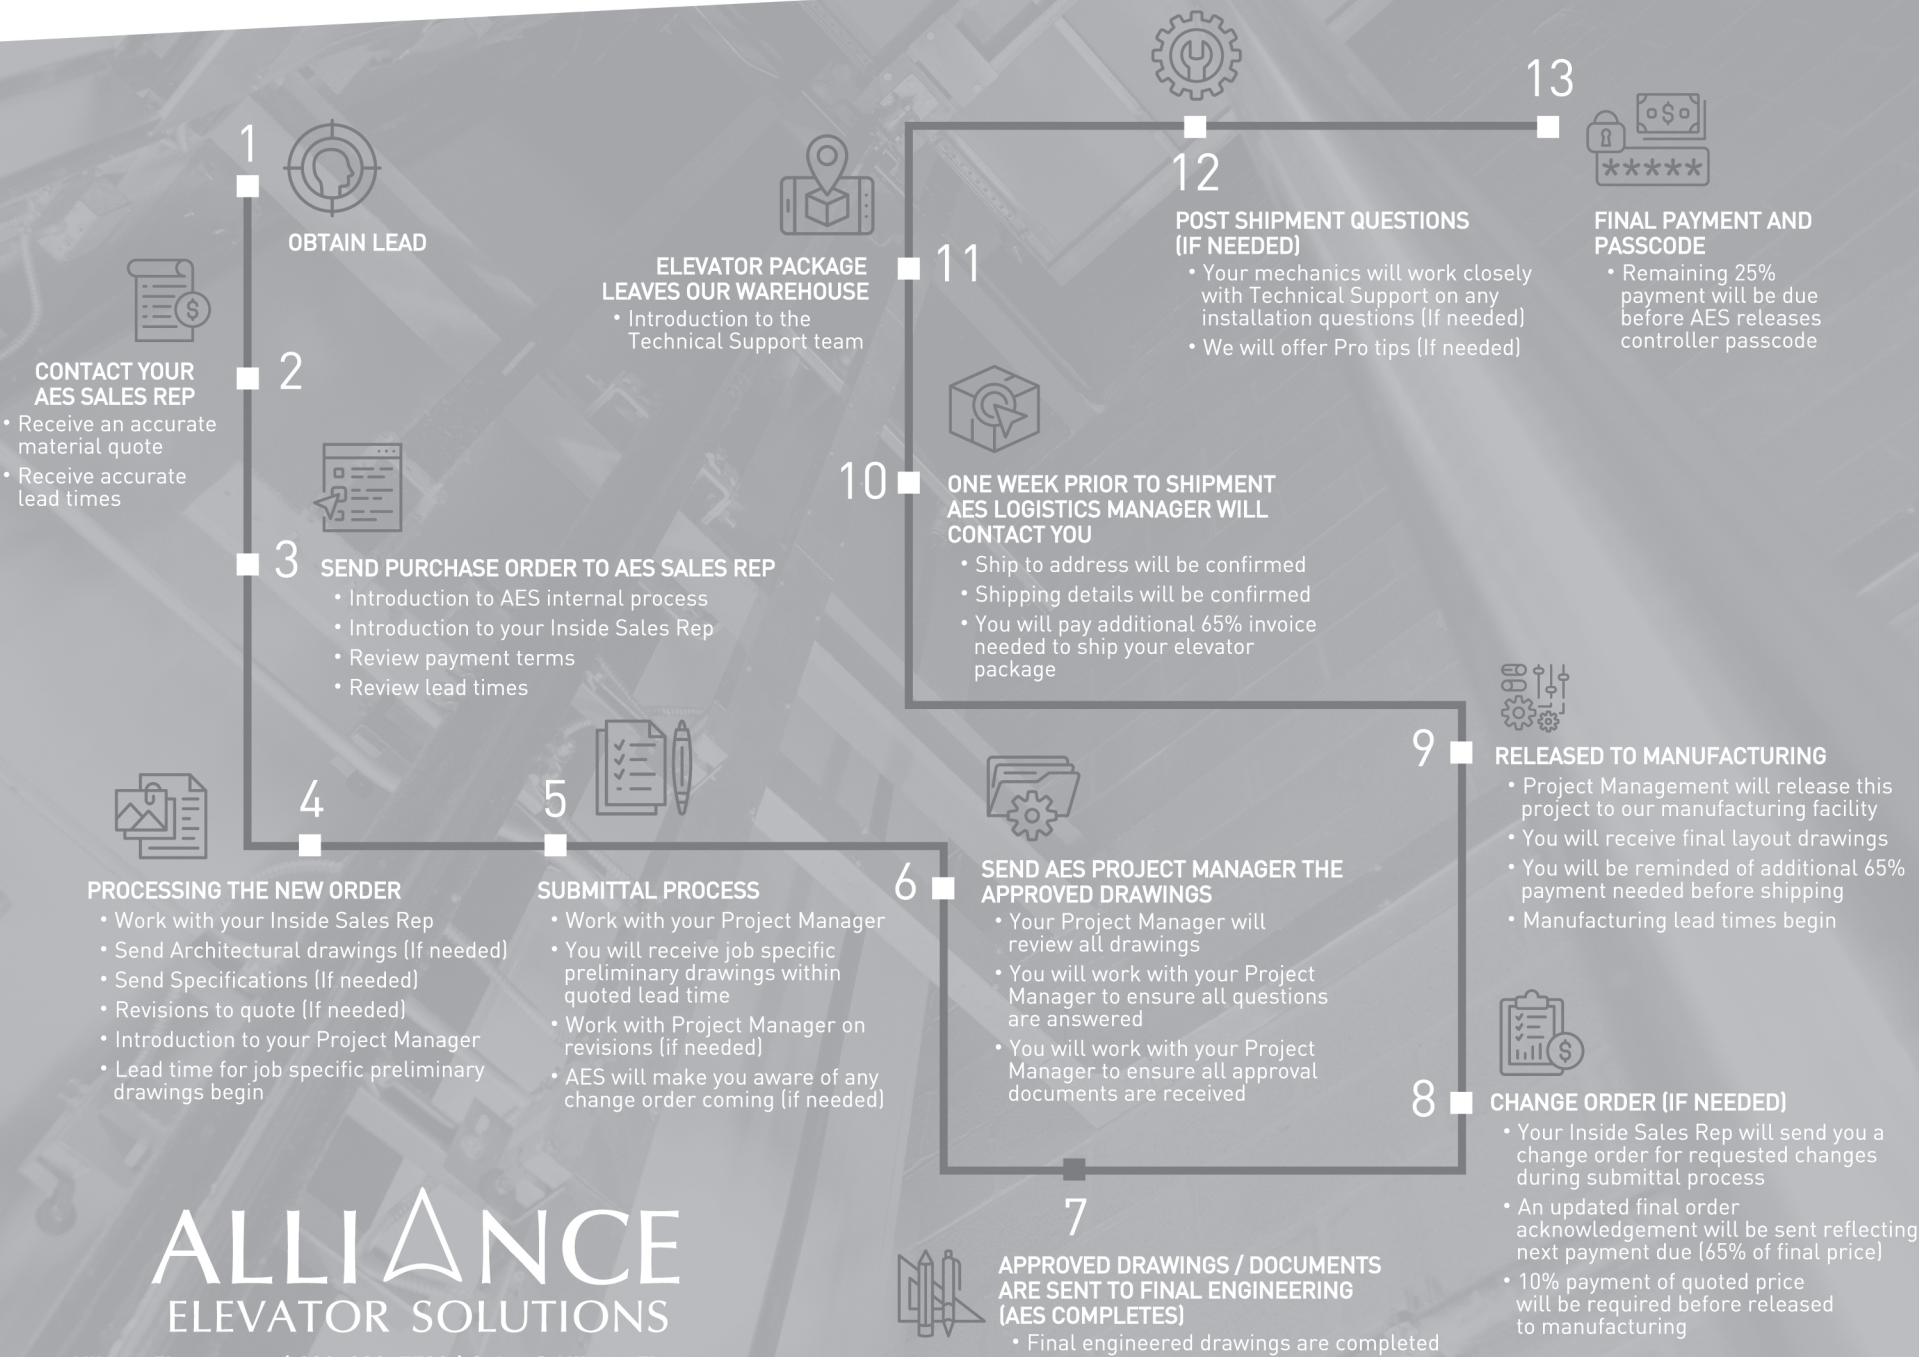 1
OBTAIN LEAD
2
CONTACT YOUR
AES SALES REP
• Receive an accurate
material quote
• Receive accurate
lead times
3
SEND PURCHASE ORDER TO AES SALES REP
• Introduction to AES internal process
• Introduction to your Inside Sales Rep
• Review payment terms
• Review lead times
4
PROCESSING THE NEW ORDER
• Work with your Inside Sales Rep
• Send Architectural drawings (If needed)
• Send Specifications (If needed)
• Revisions to quote (If needed)
• Introduction to your Project Manager
• Lead time for job specific preliminary
drawings begin
5
SUBMITTAL PROCESS
• Work with your Project Manager
• You will receive job specific
preliminary drawings within
quoted lead time
• Work with Project Manager on
revisions (if needed)
• AES will make you aware of any
change order coming (if needed)
6
SEND AES PROJECT MANAGER THE
APPROVED DRAWINGS
• Your Project Manager will
review all drawings
• You will work with your Project
Manager to ensure all questions
are answered
• You will work with your Project
Manager to ensure all approval
documents are received
7
APPROVED DRAWINGS / DOCUMENTS
ARE SENT TO FINAL ENGINEERING
(AES COMPLETES)
• Final engineered drawings are completed
8
CHANGE ORDER (IF NEEDED)
• Your Inside Sales Rep will send you a
change order for requested changes
during submittal process
• An updated final order
acknowledgement will be sent reflecting
next payment due (65% of final price)
• 10% payment of quoted price
will be required before released
to manufacturing
9
RELEASED TO MANUFACTURING
• Project Management will release this
project to our manufacturing facility
• You will receive final layout drawings
• You will be reminded of additional 65%
payment needed before shipping
• Manufacturing lead times begin
10
ONE WEEK PRIOR TO SHIPMENT
AES LOGISTICS MANAGER WILL
CONTACT YOU
• Ship to address will be confirmed
• Shipping details will be confirmed
• You will pay additional 65% invoice
needed to ship your elevator
package
11
ELEVATOR PACKAGE
LEAVES OUR WAREHOUSE
• Introduction to the
Technical Support team
12
POST SHIPMENT QUESTIONS
(IF NEEDED)
• Your mechanics will work closely
with Technical Support on any
installation questions (If needed)
• We will offer Pro tips (If needed)
13
*****
FINAL PAYMENT AND
PASSCODE
• Remaining 25%
payment will be due
before AES releases
controller passcode
ALLIANCE
ELEVATOR SOLUTIONS